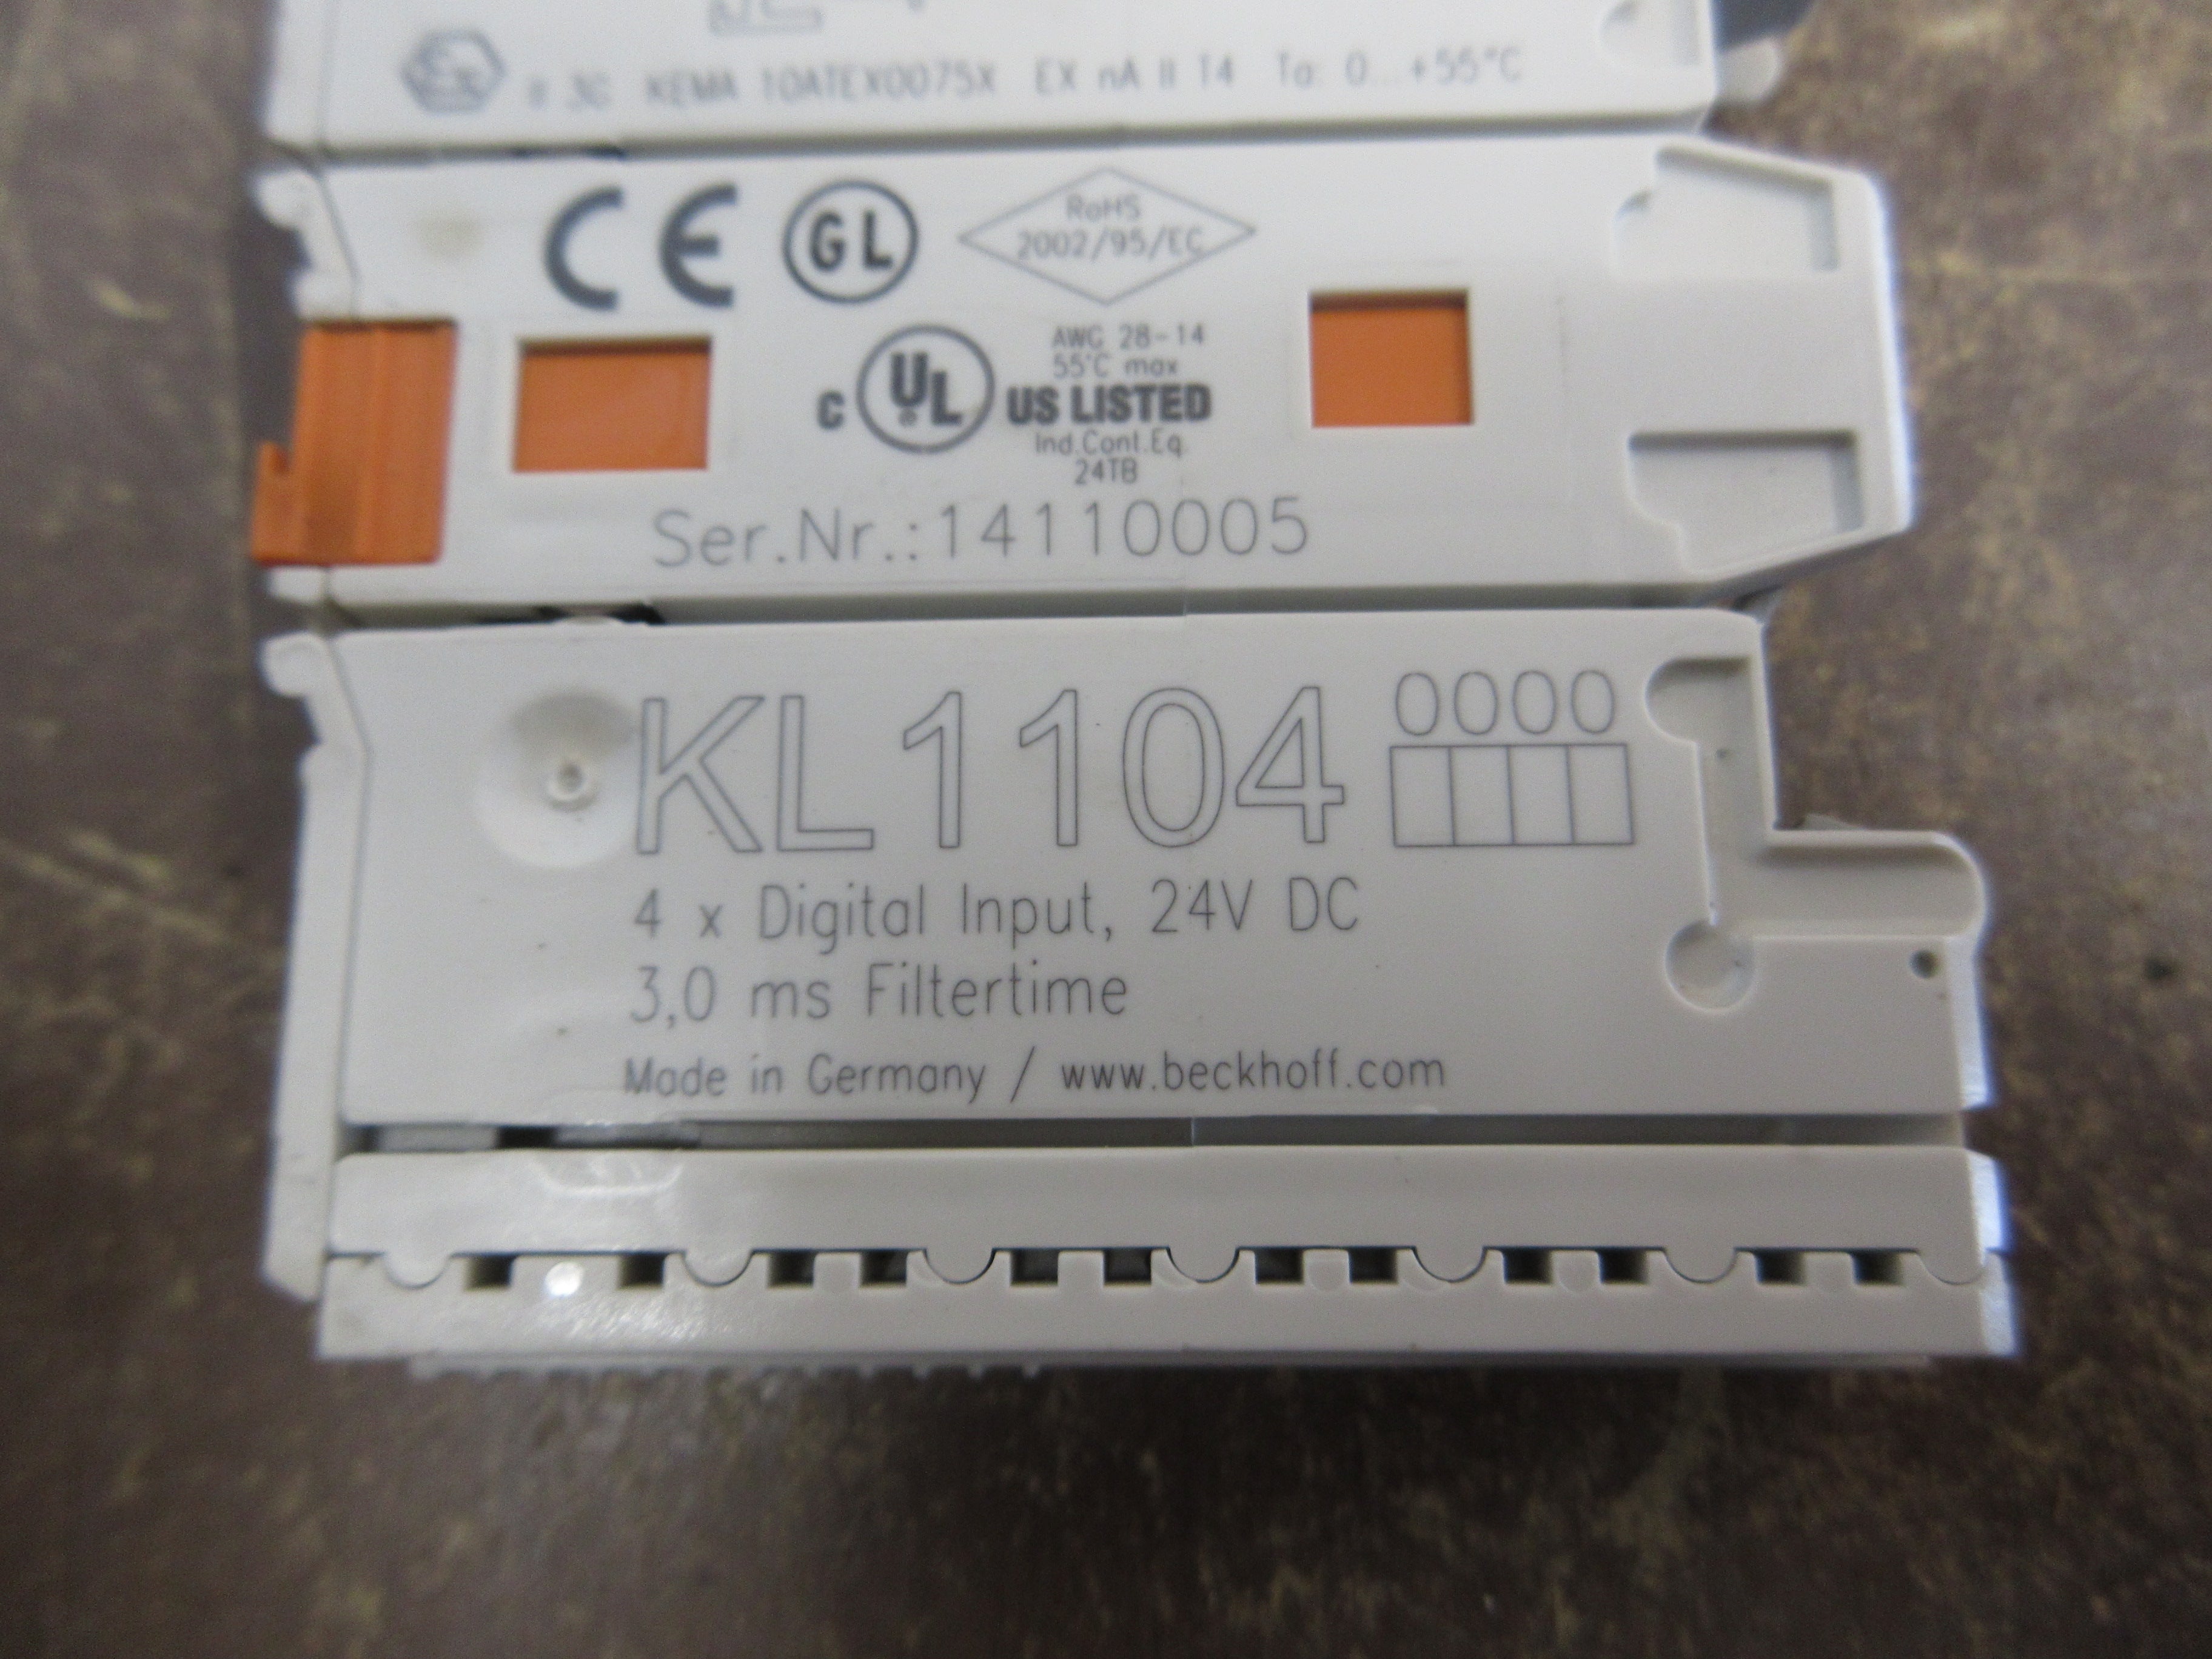 Ex II 3G KEMA 10ATEX0075X EX nA II T4 Ta: 0...+55°C
CE GL RoHS
2002/95/EC
AWG 28-14
55°C max
c UL US LISTED
Ind.Cont.Eq.
24TB
Ser.Nr.:14110005
KL1104 0000
4 x Digital Input, 24V DC
3,0 ms Filtertime
Made in Germany / www.beckhoff.com